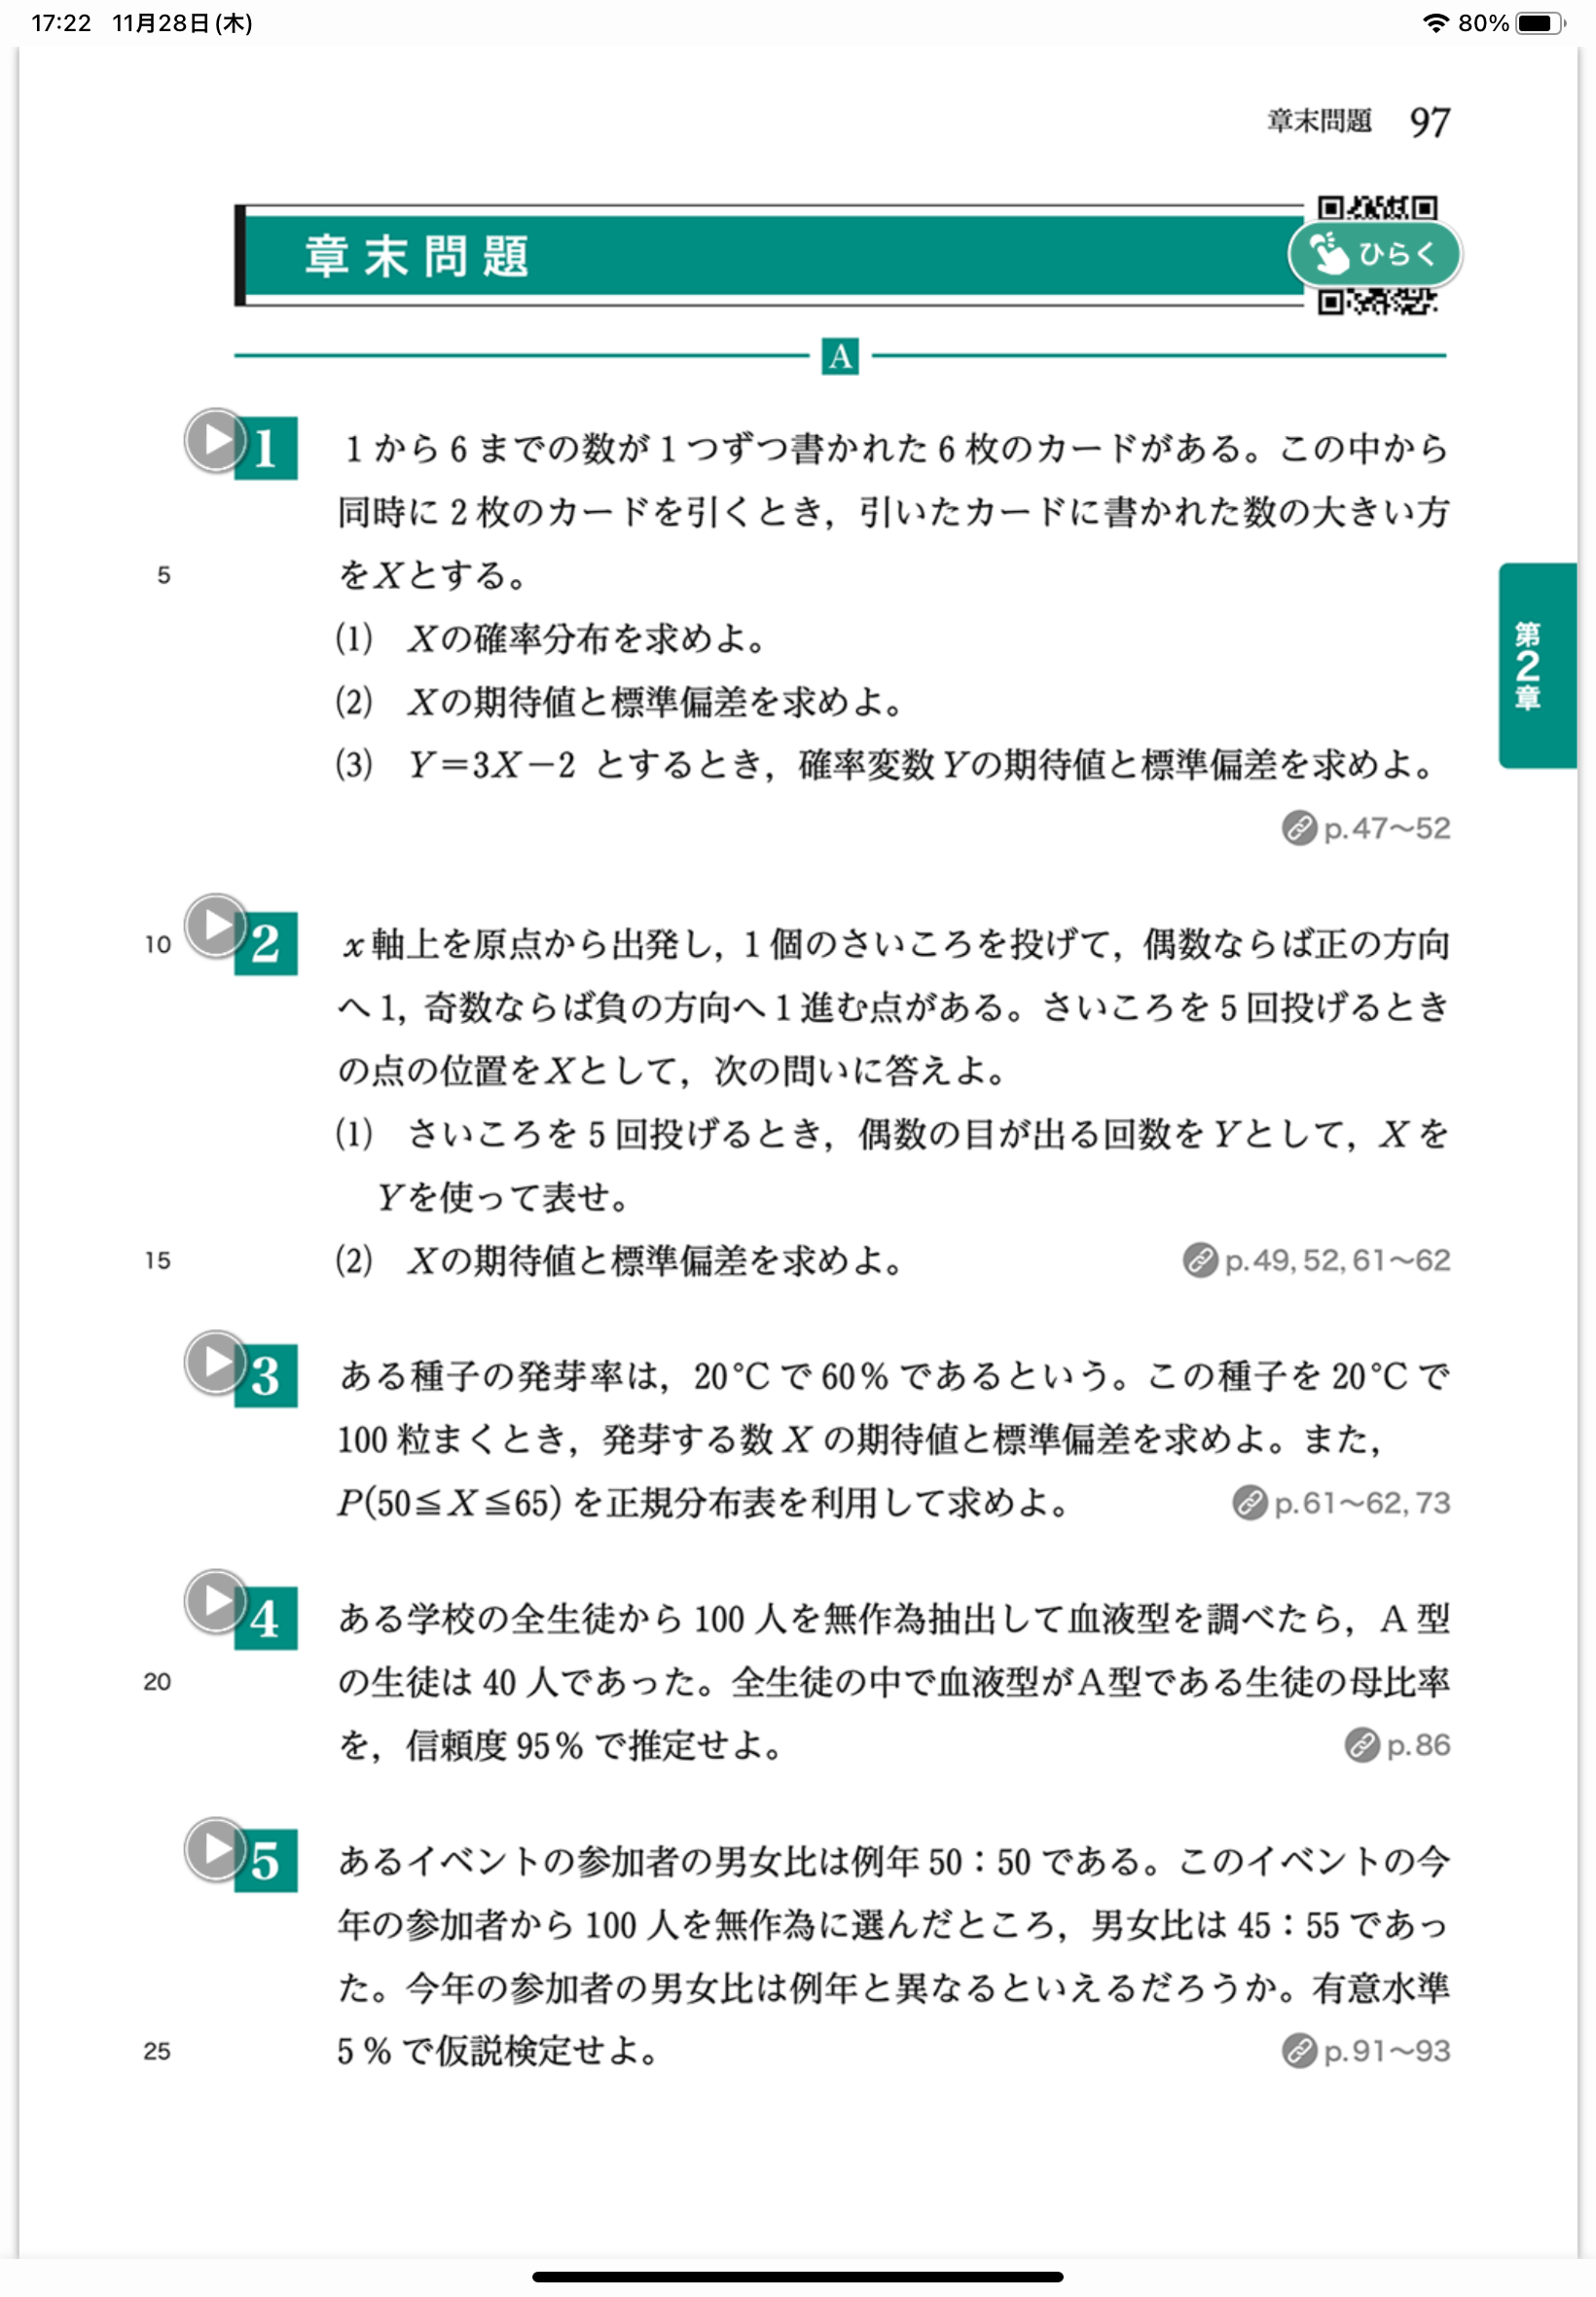 17:22 11月28日(木) 80%
章末問題 97
章末問題
ひらく
A
1 1から6までの数が1つずつ書かれた6枚のカードがある。この中から
同時に2枚のカードを引くとき，引いたカードに書かれた数の大きい方
5 をXとする。
(1) Xの確率分布を求めよ。
(2) Xの期待値と標準偏差を求めよ。
(3) Y=3X−2 とするとき，確率変数Yの期待値と標準偏差を求めよ。
p.47〜52
第2章
10 2 x軸上を原点から出発し，1個のさいころを投げて，偶数ならば正の方向
へ1，奇数ならば負の方向へ1進む点がある。さいころを5回投げるとき
の点の位置をXとして，次の問いに答えよ。
(1) さいころを5回投げるとき，偶数の目が出る回数をYとして，Xを
Yを使って表せ。
15 (2) Xの期待値と標準偏差を求めよ。 p.49, 52, 61〜62
3 ある種子の発芽率は，20℃で60%であるという。この種子を20℃で
100粒まくとき，発芽する数Xの期待値と標準偏差を求めよ。また，
P(50≦X≦65)を正規分布表を利用して求めよ。 p.61〜62, 73
4 ある学校の全生徒から100人を無作為抽出して血液型を調べたら，A型
20 の生徒は40人であった。全生徒の中で血液型がA型である生徒の母比率
を，信頼度95%で推定せよ。 p.86
5 あるイベントの参加者の男女比は例年50：50である。このイベントの今
年の参加者から100人を無作為に選んだところ，男女比は45：55であっ
た。今年の参加者の男女比は例年と異なるといえるだろうか。有意水準
25 5%で仮説検定せよ。 p.91〜93